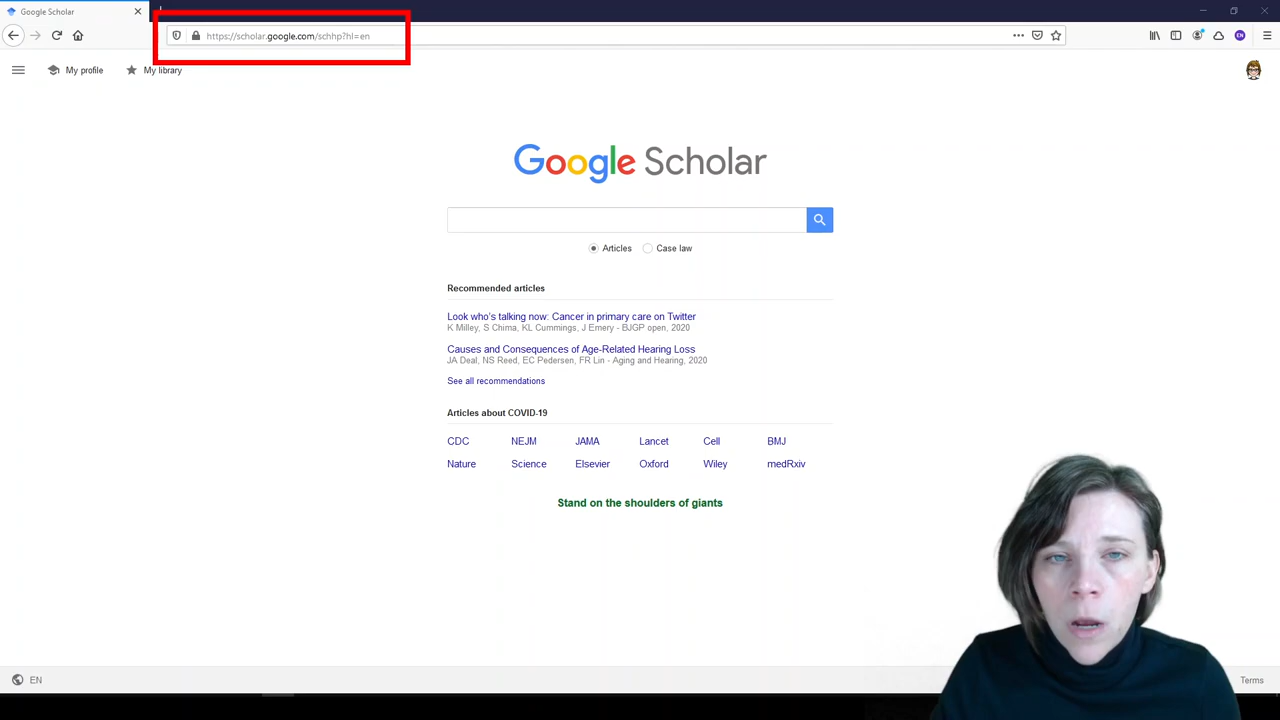 Google Scholar
https://scholar.google.com/schhp?hl=en
EN
My profile
My library
Google Scholar
Articles
Case law
Recommended articles
Look who's talking now: Cancer in primary care on Twitter
K Milley, S Chima, KL Cummings, J Emery - BJGP open, 2020
Causes and Consequences of Age-Related Hearing Loss
JA Deal, NS Reed, EC Pedersen, FR Lin - Aging and Hearing, 2020
See all recommendations
Articles about COVID-19
CDC NEJM JAMA Lancet Cell BMJ
Nature Science Elsevier Oxford Wiley medRxiv
Stand on the shoulders of giants
EN
Terms